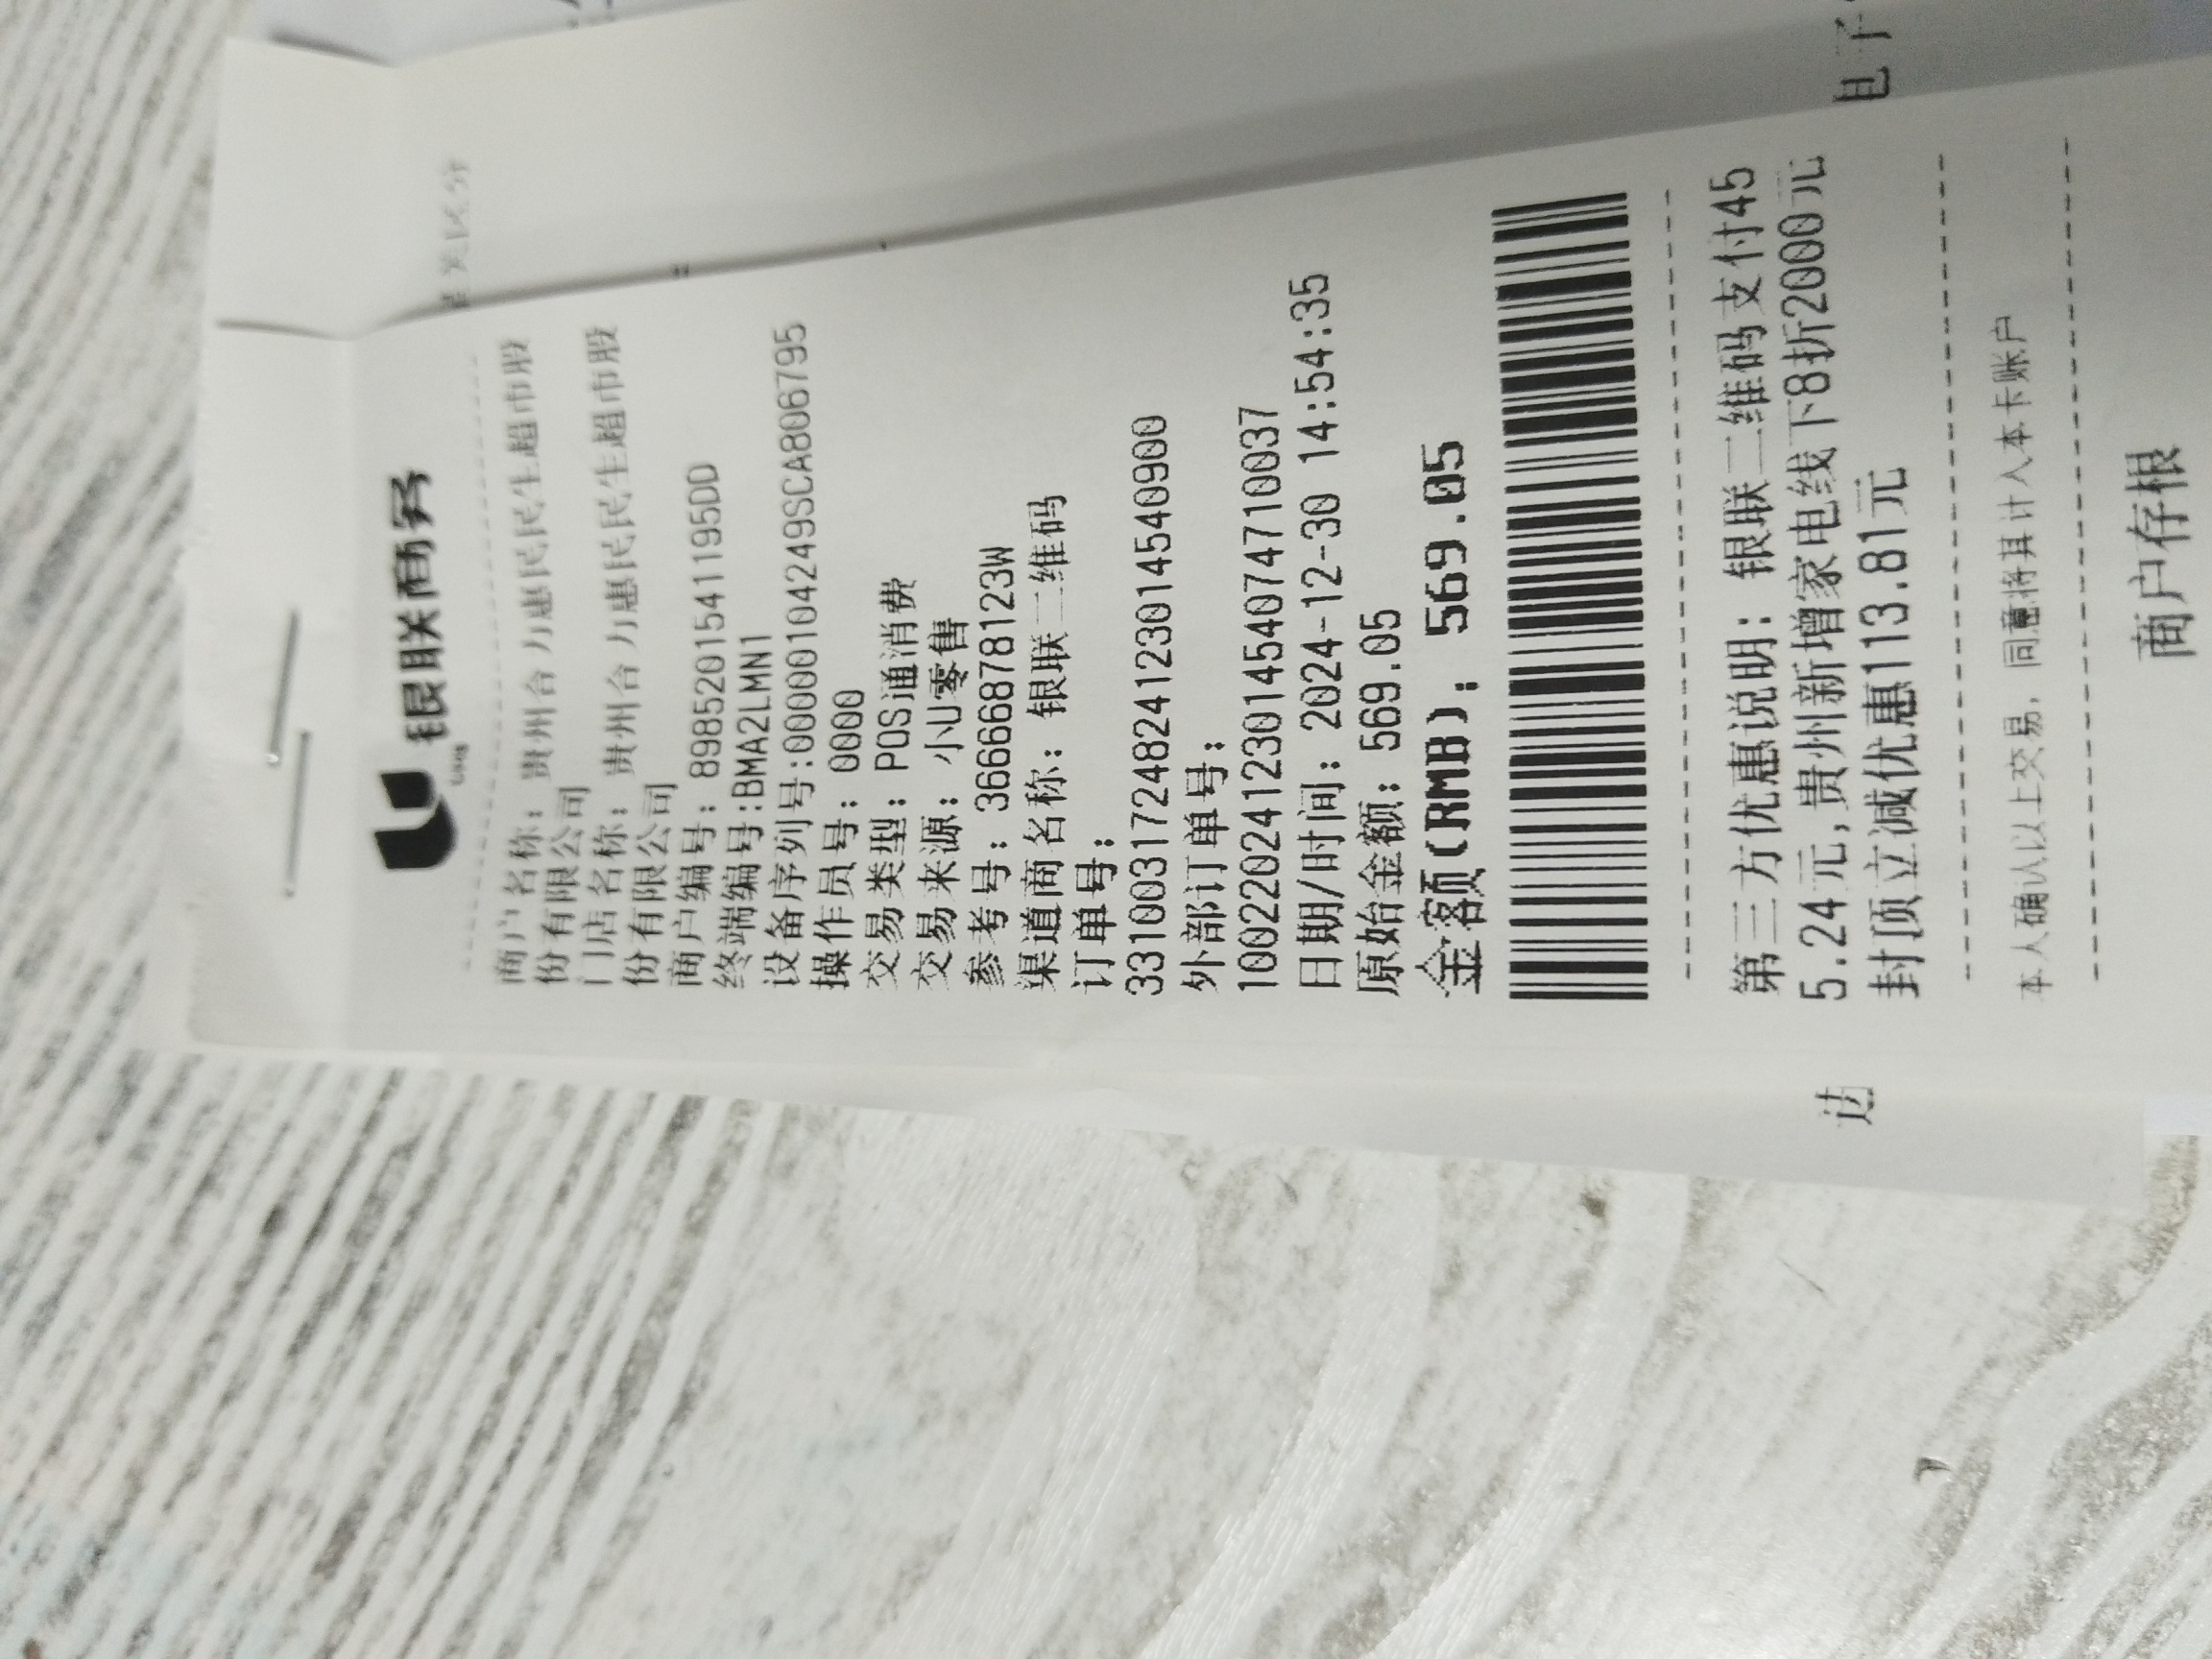 银联商务
商户名称: 贵州合力惠民民生超市股
份有限公司
门店名称: 贵州合力惠民民生超市股
份有限公司
商户编号: 8985201541195DD
终端编号:BMA2LMN1
设备序列号:00000104249SCA806795
操作员号: 0000
交易类型: POS通消费
交易来源: 小U零售
参考号: 36666878123W
渠道商名称: 银联二维码
订单号:
3310031724824123014540900
外部订单号:
1002202412301454074710037
日期/时间: 2024-12-30 14:54:35
原始金额: 569.05
金额(RMB): 569.05
第三方优惠说明: 银联二维码支付45
5.24元,贵州新增家电线下8折2000元
封顶立减优惠113.81元
本人确认以上交易, 同意将其计入本卡账户
商户存根
电子